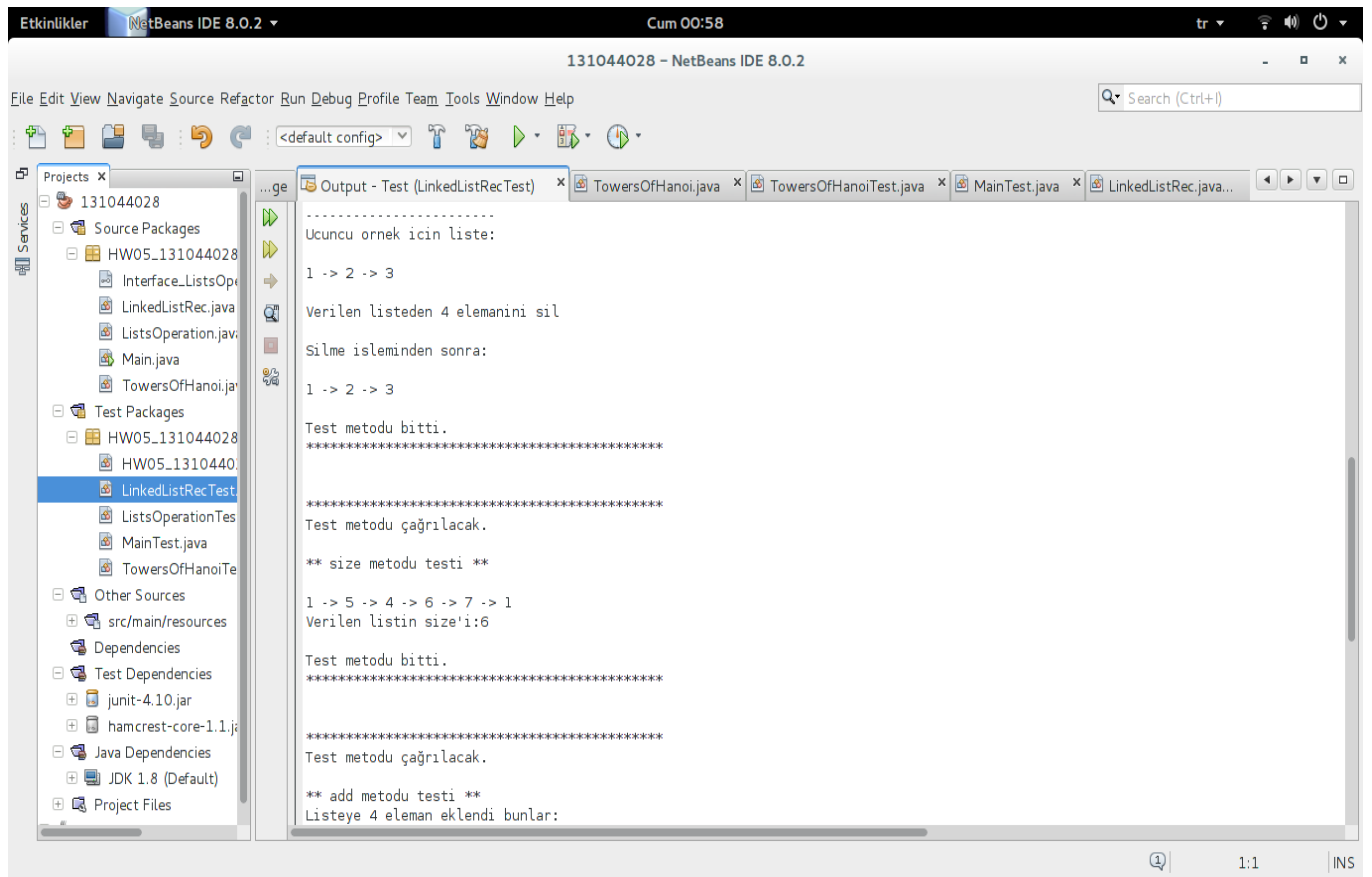 Etkinlikler NetBeans IDE 8.0.2 Cum 00:58 tr
131044028 – NetBeans IDE 8.0.2
File Edit View Navigate Source Refactor Run Debug Profile Team Tools Window Help
Search (Ctrl+I)
<default config>
Services
Projects
131044028
Source Packages
HW05_131044028
Interface_ListsOpe
LinkedListRec.java
ListsOperation.java
Main.java
TowersOfHanoi.jav
Test Packages
HW05_131044028
HW05_13104402
LinkedListRecTest.
ListsOperationTes
MainTest.java
TowersOfHanoiTe
Other Sources
src/main/resources
Dependencies
Test Dependencies
junit-4.10.jar
hamcrest-core-1.1.ja
Java Dependencies
JDK 1.8 (Default)
Project Files
...ge Output - Test (LinkedListRecTest) TowersOfHanoi.java TowersOfHanoiTest.java MainTest.java LinkedListRec.java...
------------------------
Ucuncu ornek icin liste:
1 -> 2 -> 3
Verilen listeden 4 elemanini sil
Silme isleminden sonra:
1 -> 2 -> 3
Test metodu bitti.
*********************************************
*********************************************
Test metodu çağrılacak.
** size metodu testi **
1 -> 5 -> 4 -> 6 -> 7 -> 1
Verilen listin size'i:6
Test metodu bitti.
*********************************************
*********************************************
Test metodu çağrılacak.
** add metodu testi **
Listeye 4 eleman eklendi bunlar:
1 1:1 INS